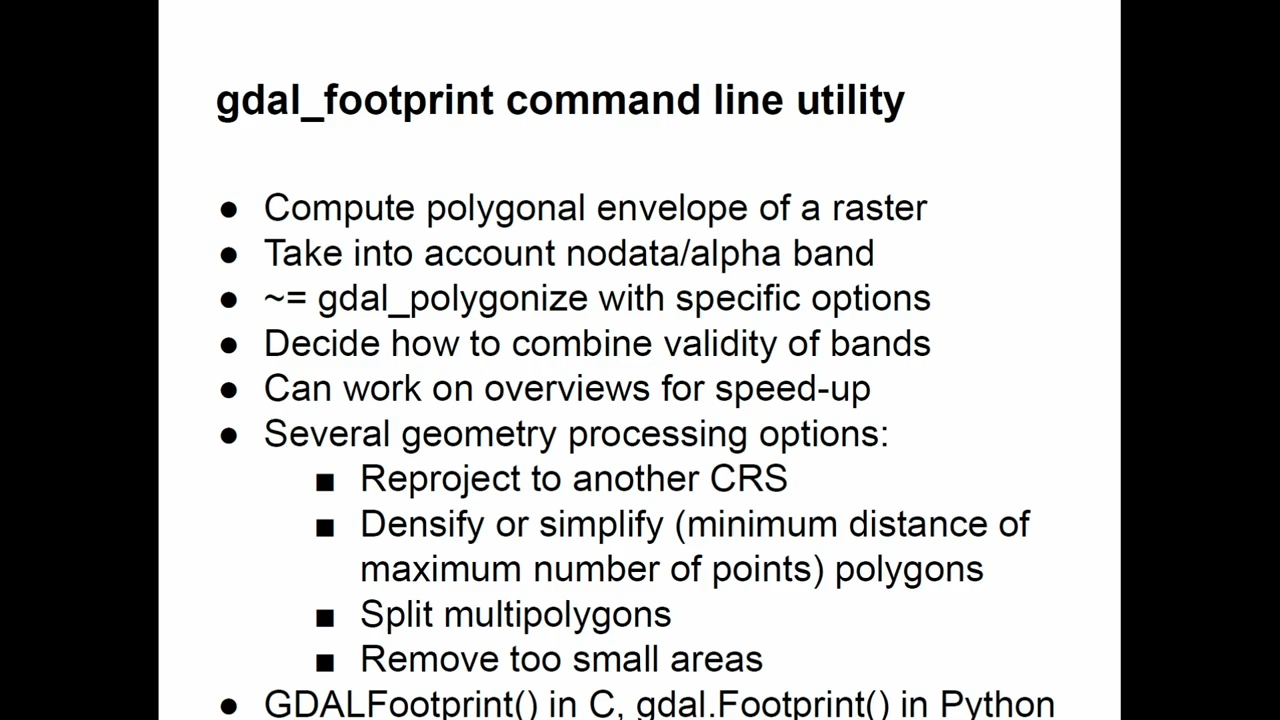 gdal_footprint command line utility
● Compute polygonal envelope of a raster
● Take into account nodata/alpha band
● ~= gdal_polygonize with specific options
● Decide how to combine validity of bands
● Can work on overviews for speed-up
● Several geometry processing options:
■ Reproject to another CRS
■ Densify or simplify (minimum distance of
maximum number of points) polygons
■ Split multipolygons
■ Remove too small areas
● GDALFootprint() in C, gdal.Footprint() in Python